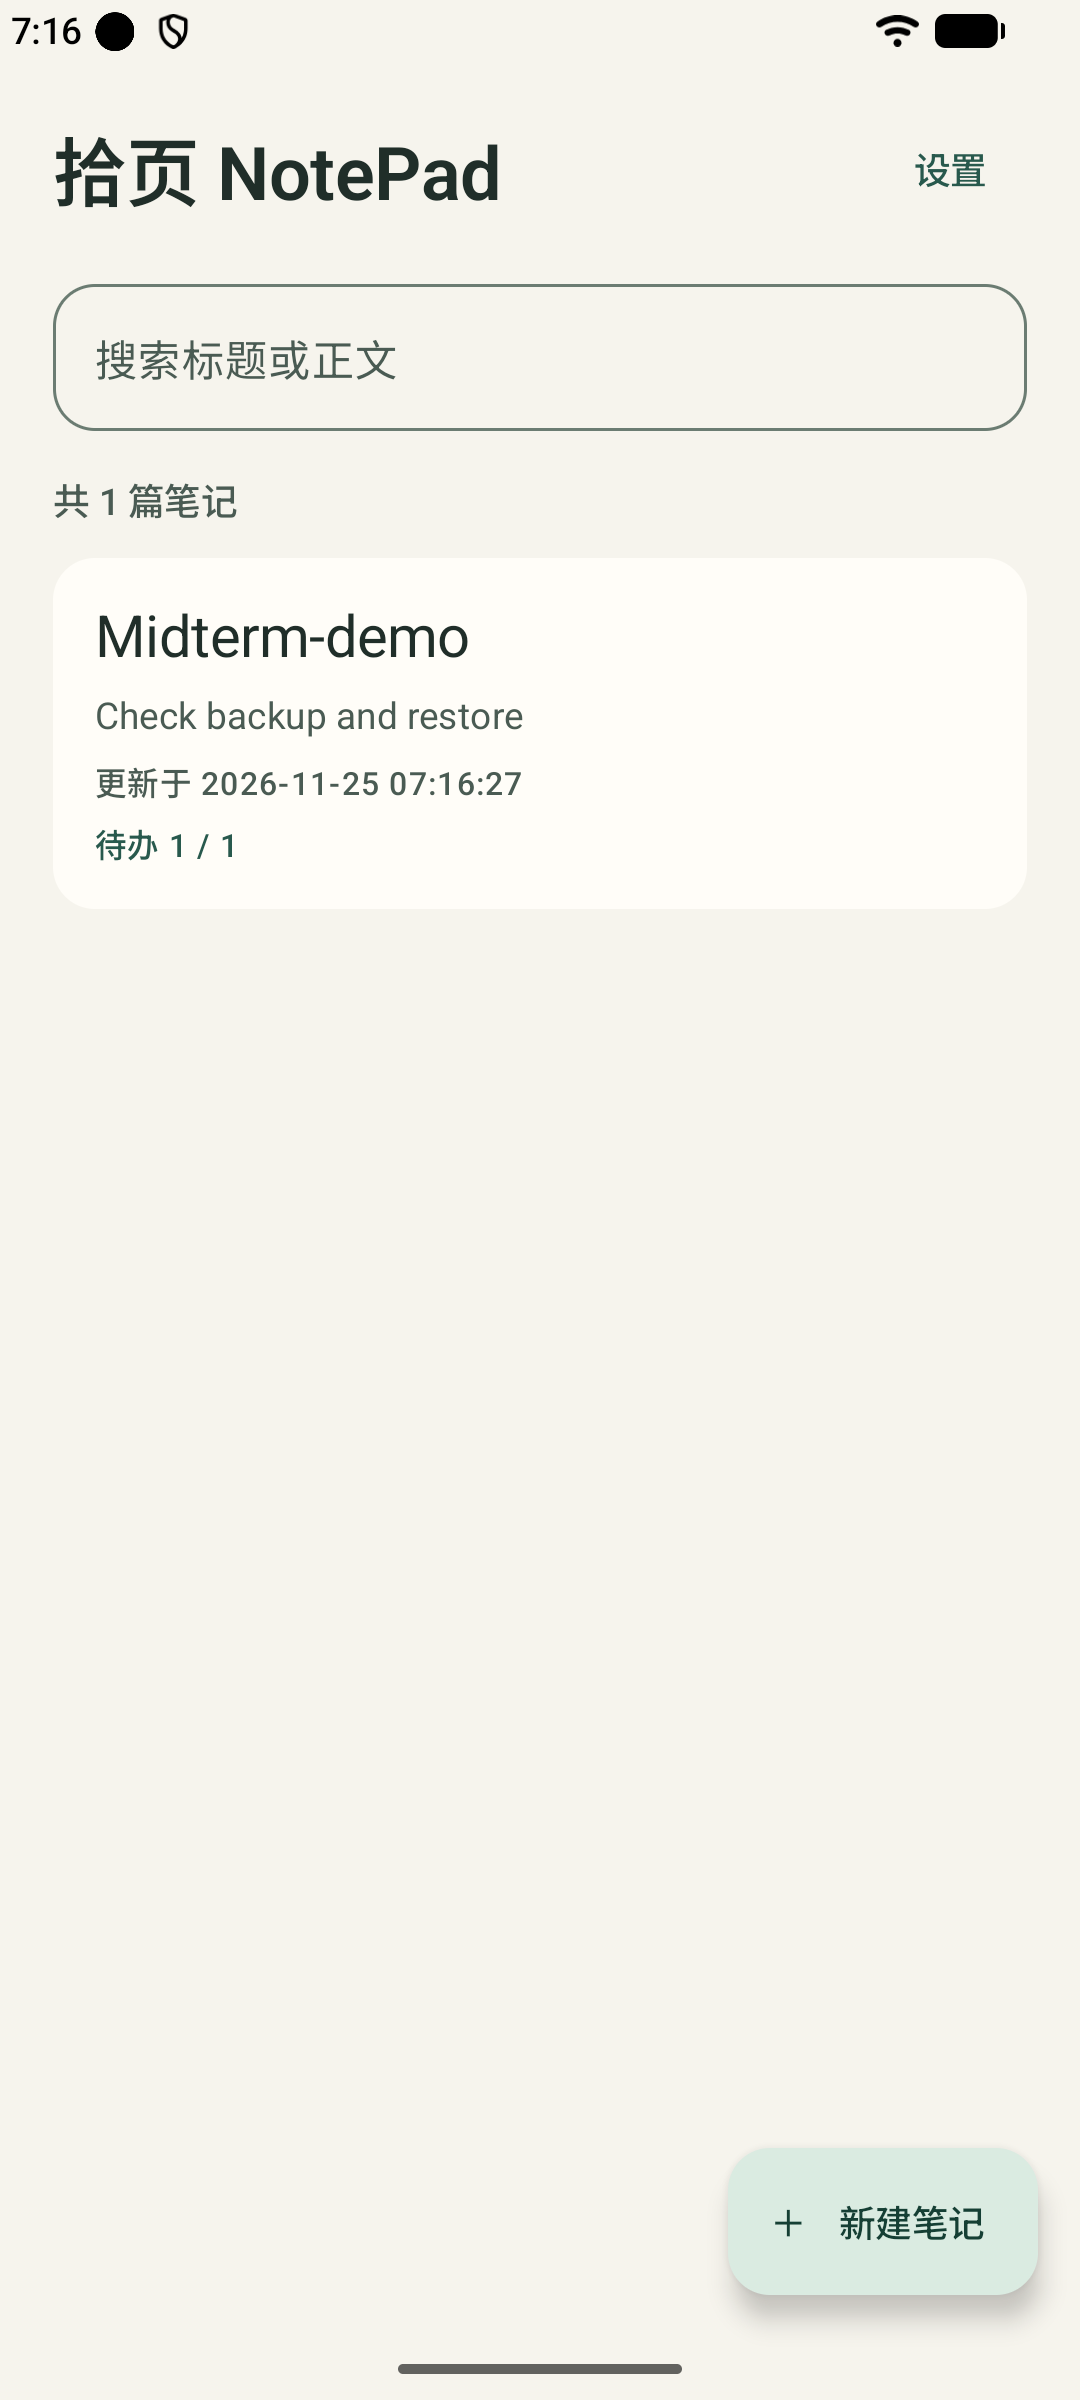 7:16
拾页 NotePad
设置
搜索标题或正文
共 1 篇笔记
Midterm-demo
Check backup and restore
更新于 2026-11-25 07:16:27
待办 1 / 1
+ 新建笔记